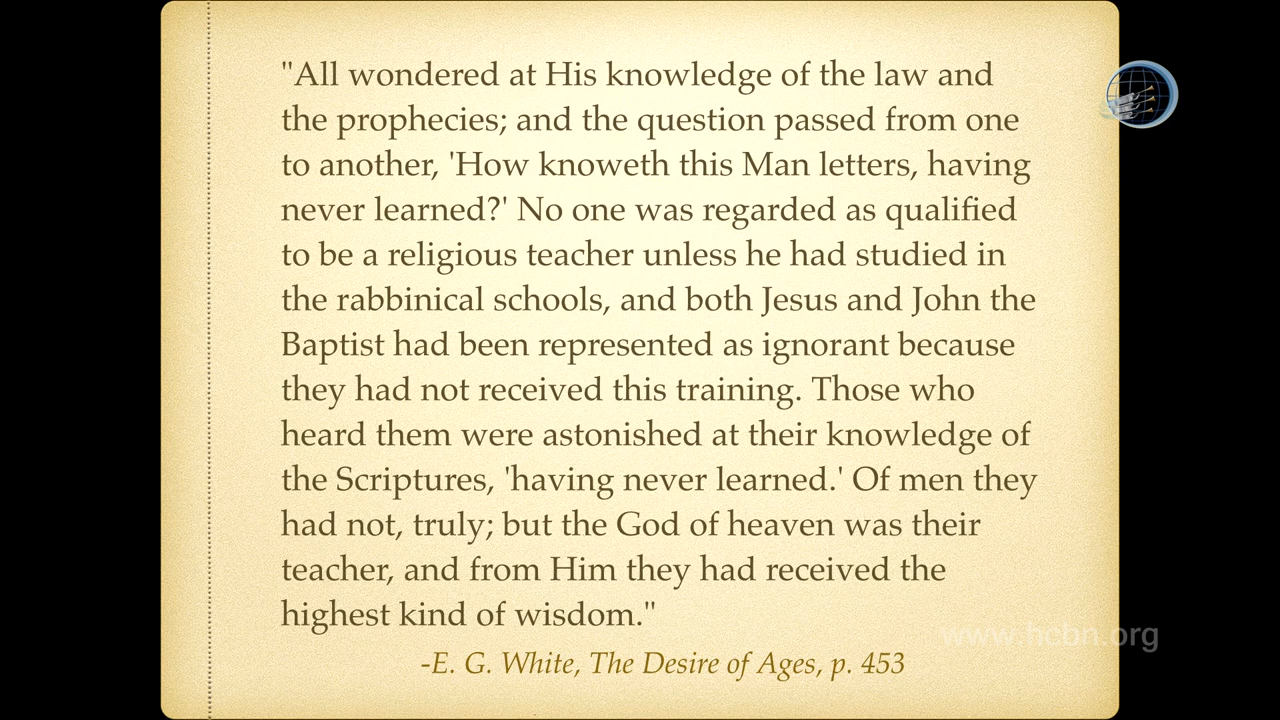 "All wondered at His knowledge of the law and
the prophecies; and the question passed from one
to another, 'How knoweth this Man letters, having
never learned?' No one was regarded as qualified
to be a religious teacher unless he had studied in
the rabbinical schools, and both Jesus and John the
Baptist had been represented as ignorant because
they had not received this training. Those who
heard them were astonished at their knowledge of
the Scriptures, 'having never learned.' Of men they
had not, truly; but the God of heaven was their
teacher, and from Him they had received the
highest kind of wisdom."
www.hcbn.org
-E. G. White, The Desire of Ages, p. 453